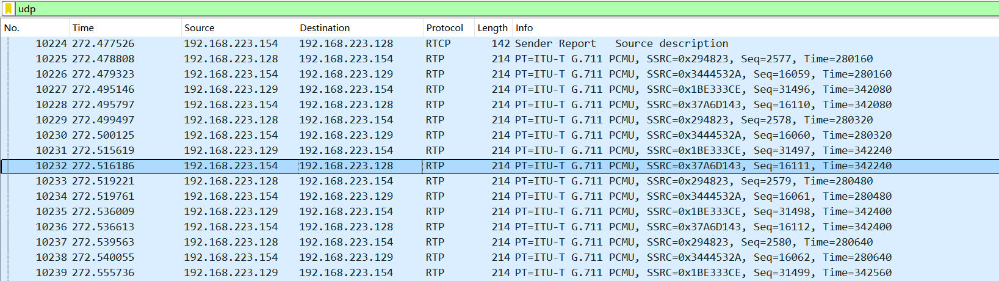 udp
No. Time Source Destination Protocol Length Info
10224 272.477526 192.168.223.154 192.168.223.128 RTCP 142 Sender Report Source description
10225 272.478808 192.168.223.128 192.168.223.154 RTP 214 PT=ITU-T G.711 PCMU, SSRC=0x294823, Seq=2577, Time=280160
10226 272.479323 192.168.223.154 192.168.223.129 RTP 214 PT=ITU-T G.711 PCMU, SSRC=0x3444532A, Seq=16059, Time=280160
10227 272.495146 192.168.223.129 192.168.223.154 RTP 214 PT=ITU-T G.711 PCMU, SSRC=0x1BE333CE, Seq=31496, Time=342080
10228 272.495797 192.168.223.154 192.168.223.128 RTP 214 PT=ITU-T G.711 PCMU, SSRC=0x37A6D143, Seq=16110, Time=342080
10229 272.499497 192.168.223.128 192.168.223.154 RTP 214 PT=ITU-T G.711 PCMU, SSRC=0x294823, Seq=2578, Time=280320
10230 272.500125 192.168.223.154 192.168.223.129 RTP 214 PT=ITU-T G.711 PCMU, SSRC=0x3444532A, Seq=16060, Time=280320
10231 272.515619 192.168.223.129 192.168.223.154 RTP 214 PT=ITU-T G.711 PCMU, SSRC=0x1BE333CE, Seq=31497, Time=342240
10232 272.516186 192.168.223.154 192.168.223.128 RTP 214 PT=ITU-T G.711 PCMU, SSRC=0x37A6D143, Seq=16111, Time=342240
10233 272.519221 192.168.223.128 192.168.223.154 RTP 214 PT=ITU-T G.711 PCMU, SSRC=0x294823, Seq=2579, Time=280480
10234 272.519761 192.168.223.154 192.168.223.129 RTP 214 PT=ITU-T G.711 PCMU, SSRC=0x3444532A, Seq=16061, Time=280480
10235 272.536009 192.168.223.129 192.168.223.154 RTP 214 PT=ITU-T G.711 PCMU, SSRC=0x1BE333CE, Seq=31498, Time=342400
10236 272.536613 192.168.223.154 192.168.223.128 RTP 214 PT=ITU-T G.711 PCMU, SSRC=0x37A6D143, Seq=16112, Time=342400
10237 272.539563 192.168.223.128 192.168.223.154 RTP 214 PT=ITU-T G.711 PCMU, SSRC=0x294823, Seq=2580, Time=280640
10238 272.540055 192.168.223.154 192.168.223.129 RTP 214 PT=ITU-T G.711 PCMU, SSRC=0x3444532A, Seq=16062, Time=280640
10239 272.555736 192.168.223.129 192.168.223.154 RTP 214 PT=ITU-T G.711 PCMU, SSRC=0x1BE333CE, Seq=31499, Time=342560